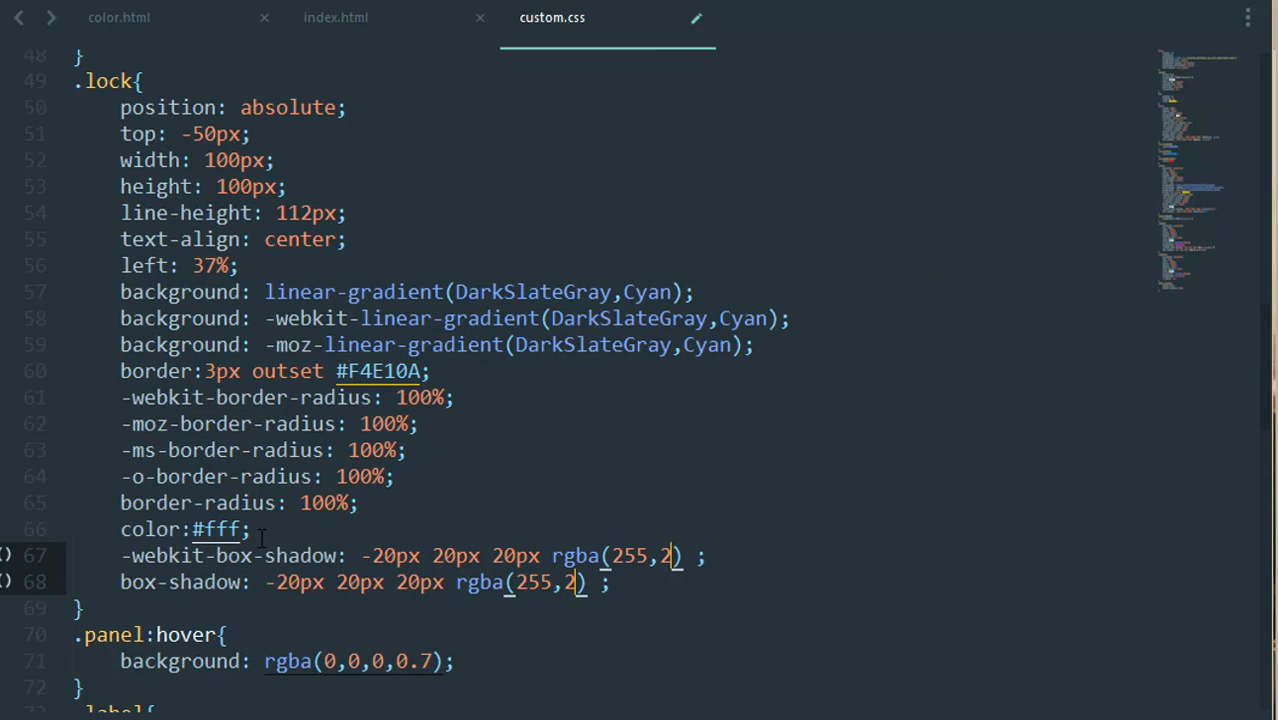 color.html index.html custom.css
48 }
49 .lock{
50 position: absolute;
51 top: -50px;
52 width: 100px;
53 height: 100px;
54 line-height: 112px;
55 text-align: center;
56 left: 37%;
57 background: linear-gradient(DarkSlateGray,Cyan);
58 background: -webkit-linear-gradient(DarkSlateGray,Cyan);
59 background: -moz-linear-gradient(DarkSlateGray,Cyan);
60 border:3px outset #F4E10A;
61 -webkit-border-radius: 100%;
62 -moz-border-radius: 100%;
63 -ms-border-radius: 100%;
64 -o-border-radius: 100%;
65 border-radius: 100%;
66 color:#fff;
() 67 -webkit-box-shadow: -20px 20px 20px rgba(255,2) ;
() 68 box-shadow: -20px 20px 20px rgba(255,2) ;
69 }
70 .panel:hover{
71 background: rgba(0,0,0,0.7);
72 }
.label{